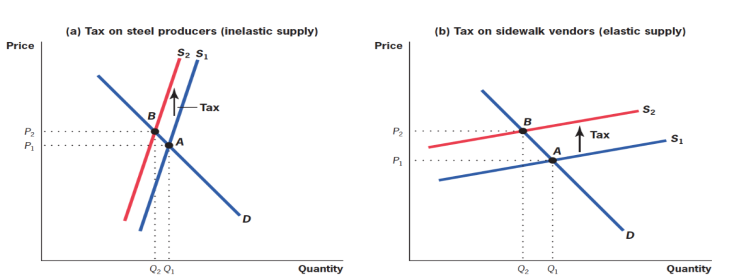 (a) Tax on steel producers (inelastic supply)
Price
S2 S1
Tax
B
A
P2
P1
D
Q2 Q1
Quantity
(b) Tax on sidewalk vendors (elastic supply)
Price
S2
B
Tax
P2
S1
A
P1
D
Q2 Q1
Quantity